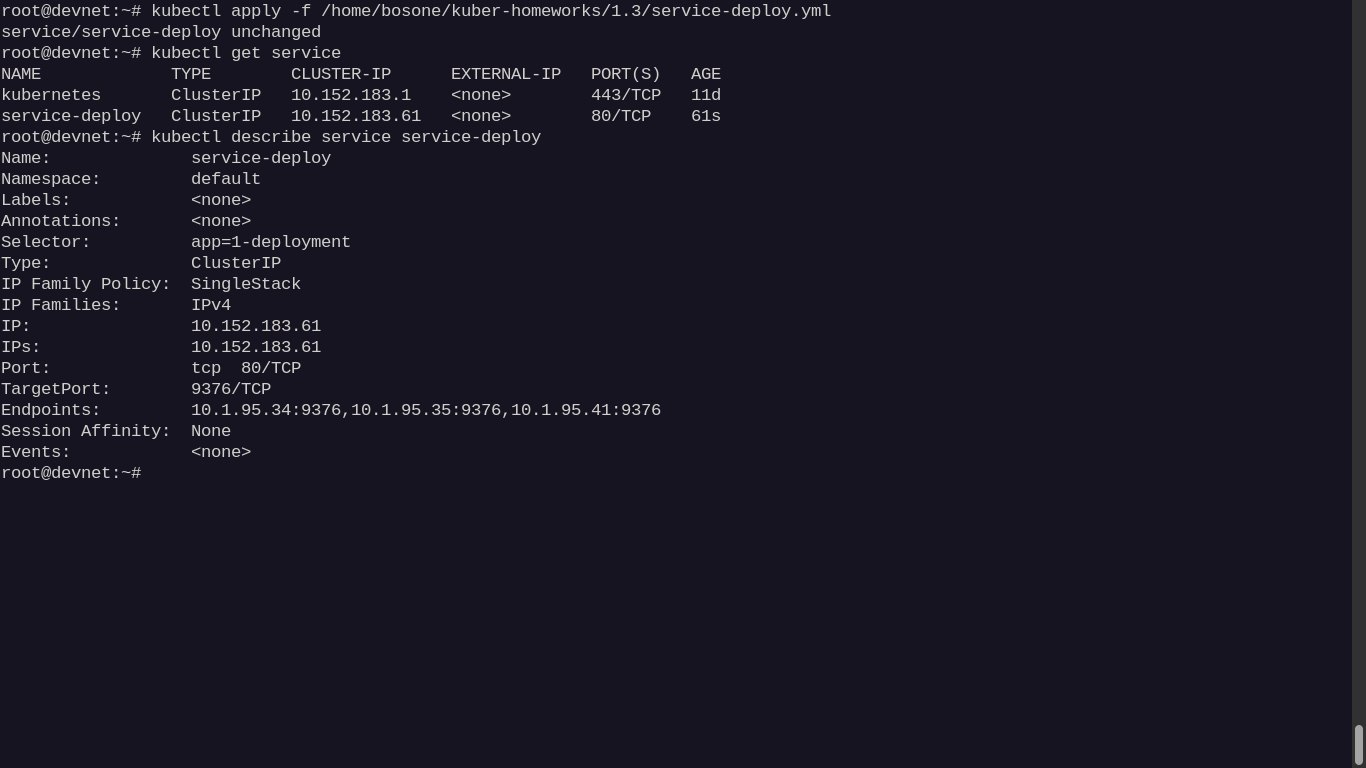 root@devnet:~# kubectl apply -f /home/bosone/kuber-homeworks/1.3/service-deploy.yml
service/service-deploy unchanged
root@devnet:~# kubectl get service
NAME             TYPE        CLUSTER-IP      EXTERNAL-IP   PORT(S)   AGE
kubernetes       ClusterIP   10.152.183.1    <none>        443/TCP   11d
service-deploy   ClusterIP   10.152.183.61   <none>        80/TCP    61s
root@devnet:~# kubectl describe service service-deploy
Name:              service-deploy
Namespace:         default
Labels:            <none>
Annotations:       <none>
Selector:          app=1-deployment
Type:              ClusterIP
IP Family Policy:  SingleStack
IP Families:       IPv4
IP:                10.152.183.61
IPs:               10.152.183.61
Port:              tcp  80/TCP
TargetPort:        9376/TCP
Endpoints:         10.1.95.34:9376,10.1.95.35:9376,10.1.95.41:9376
Session Affinity:  None
Events:            <none>
root@devnet:~#